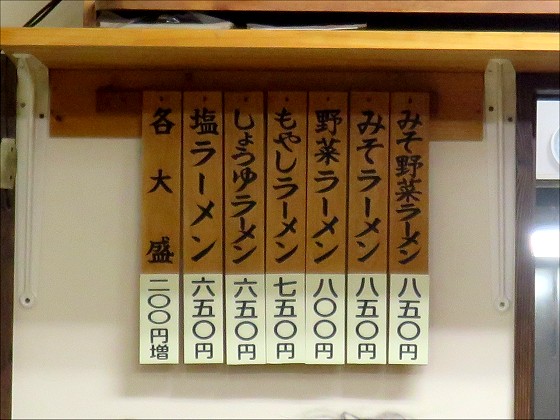 みそ野菜ラーメン 八五〇円
みそラーメン 八五〇円
野菜ラーメン 八〇〇円
もやしラーメン 七五〇円
しょうゆラーメン 六五〇円
塩ラーメン 六五〇円
各大盛 二〇〇円増